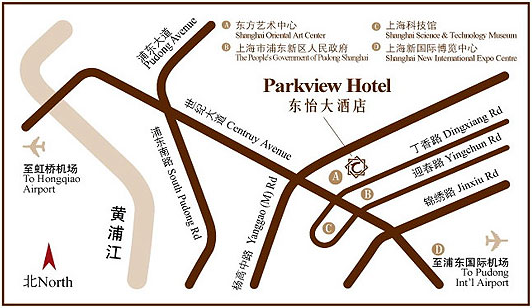 A 东方艺术中心
Shanghai Oriental Art Center
B 上海市浦东新区人民政府
The People's Government of Pudong Shanghai
C 上海科技馆
Shanghai Science & Technology Museum
D 上海新国际博览中心
Shanghai New International Expo Centre
浦东大道
Pudong Avenue
Parkview Hotel
东怡大酒店
世纪大道 Centruy Avenue
丁香路 Dingxiang Rd
迎春路 Yingchun Rd
锦绣路 Jinxiu Rd
至虹桥机场
To Hongqiao
Airport
浦东南路 South Pudong Rd
杨高中路 Yanggao (M) Rd
A
B
C
D
黄浦江
至浦东国际机场
To Pudong
Int'l Airport
北North